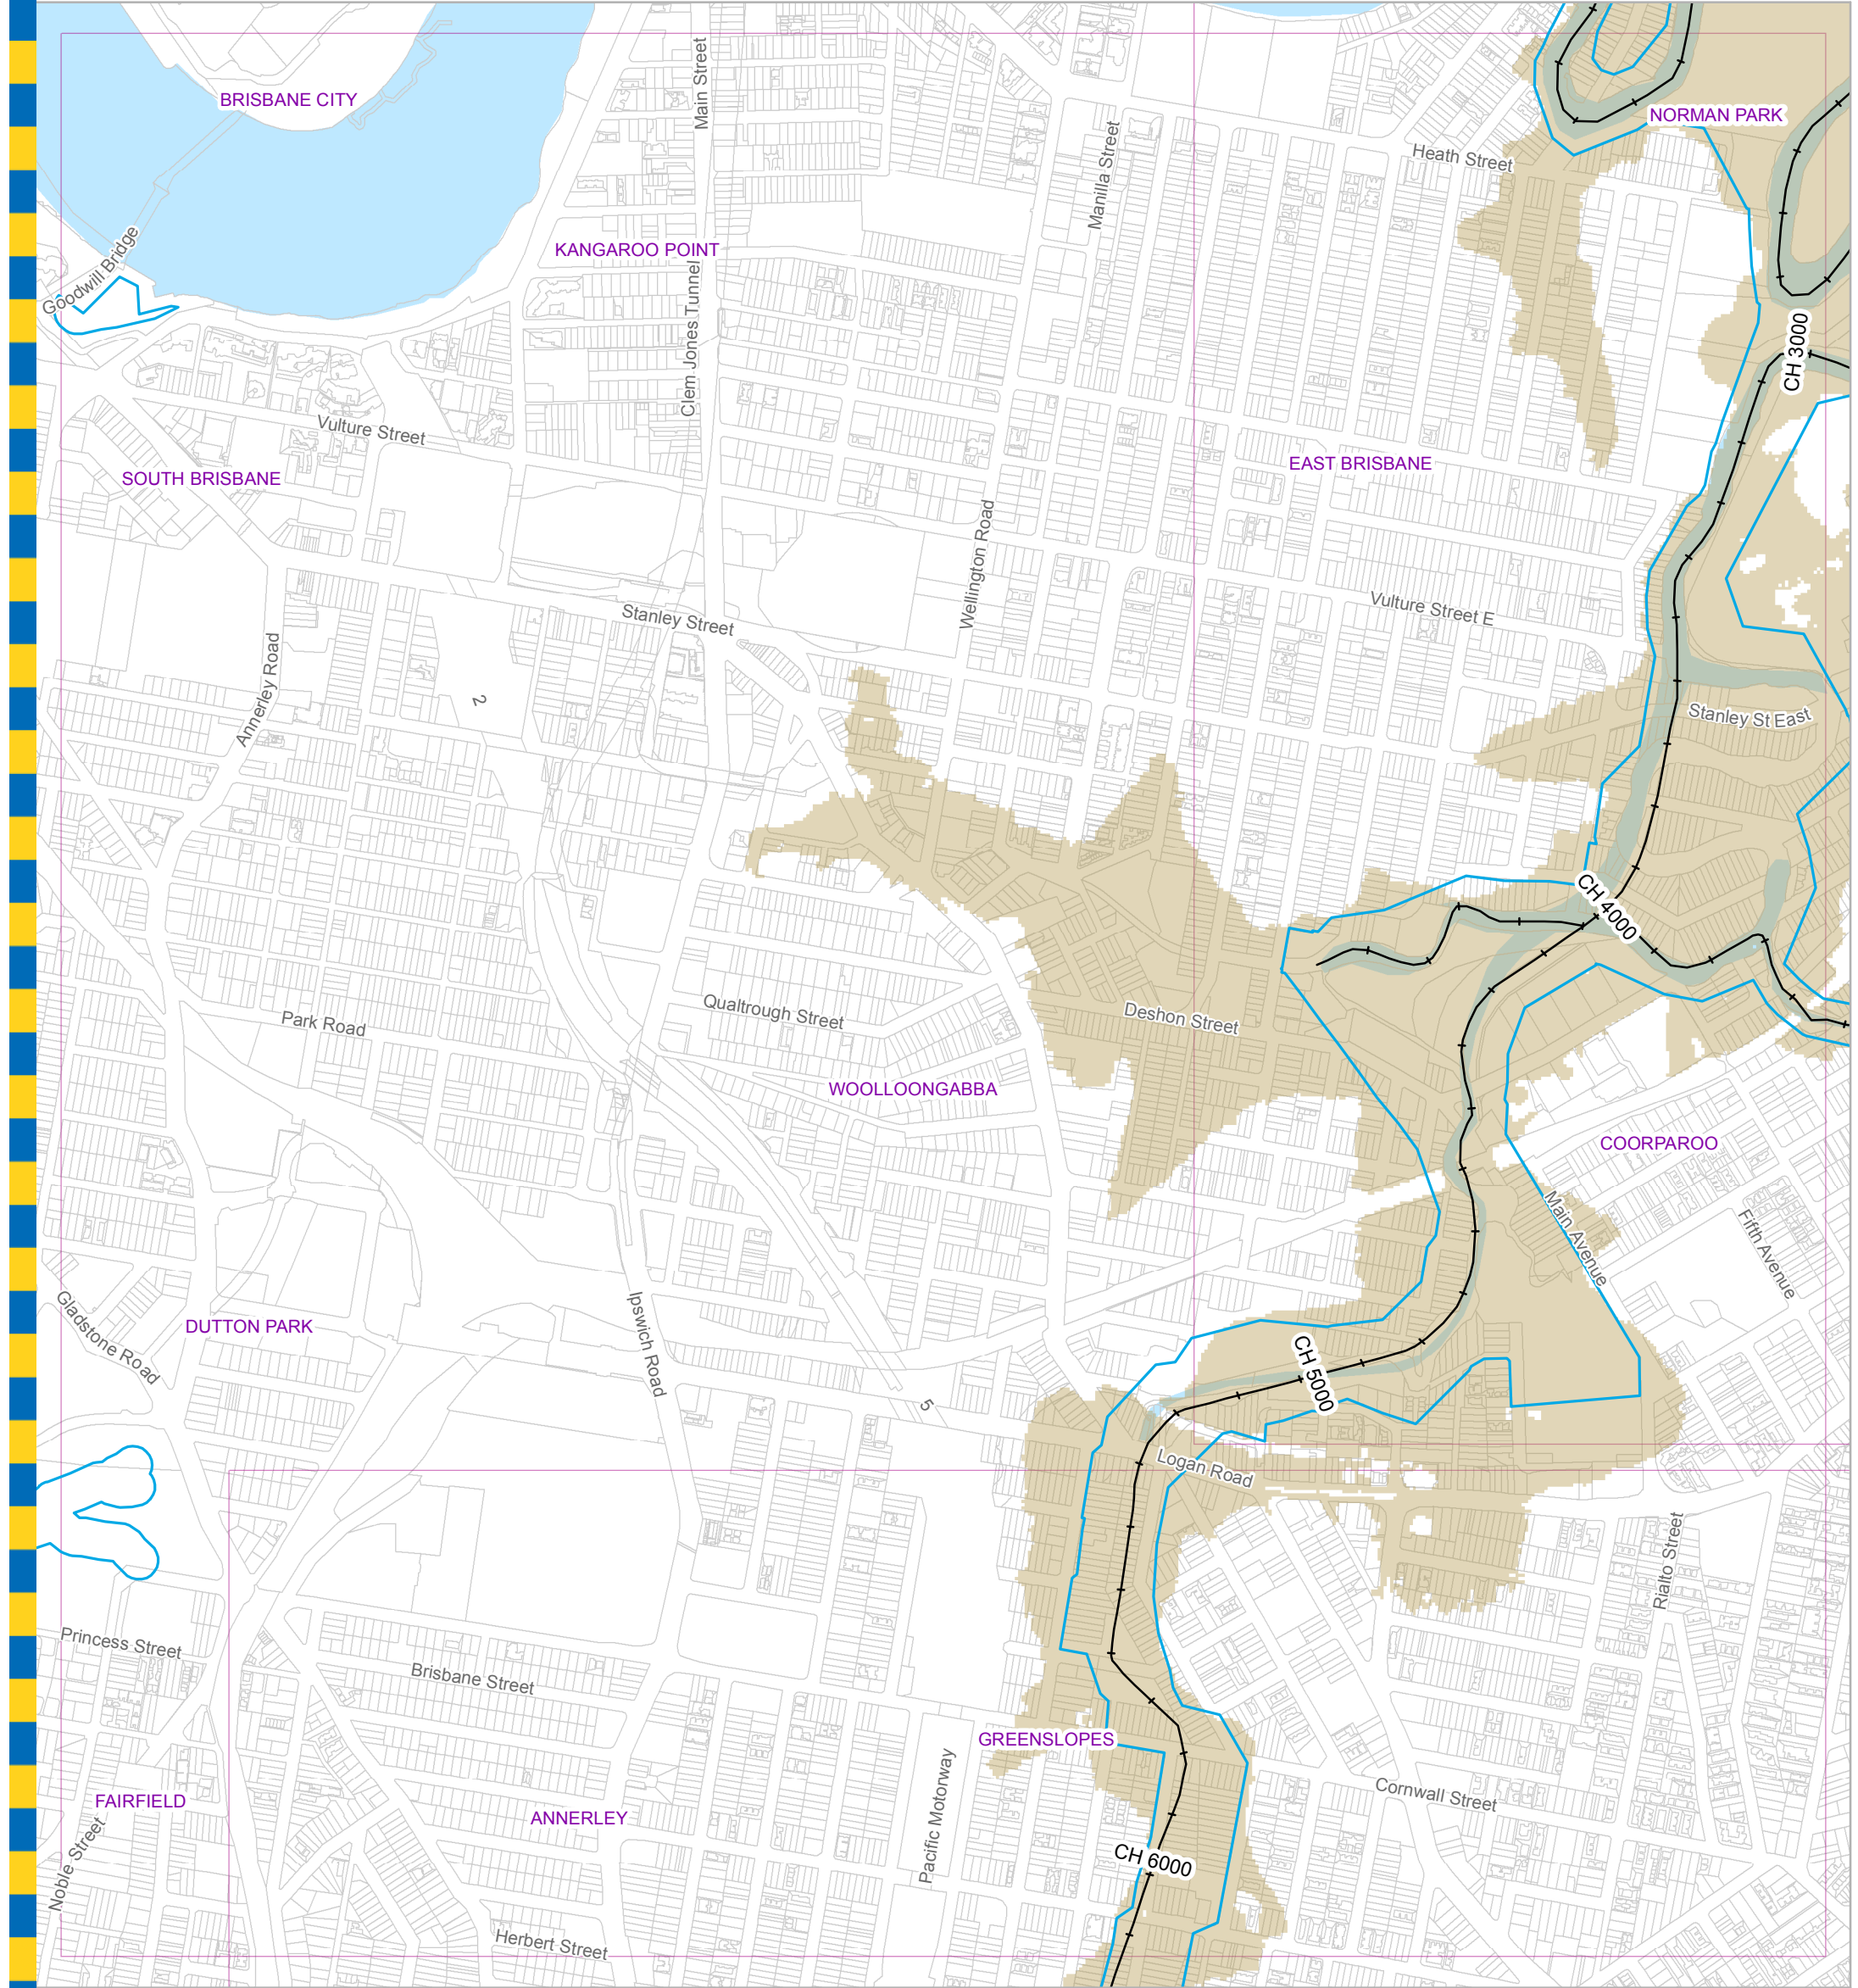 BRISBANE CITY
Main Street
NORMAN PARK
Manilla Street
Heath Street
KANGAROO POINT
Goodwill Bridge
Clem Jones Tunnel
CH 3000
Vulture Street
SOUTH BRISBANE
EAST BRISBANE
Wellington Road
Stanley Street
Vulture Street E
Annerley Road
2
Stanley St East
CH 4000
Qualtrough Street
Deshon Street
Park Road
WOOLLOONGABBA
COORPAROO
Main Avenue
Fifth Avenue
Gladstone Road
DUTTON PARK
Ipswich Road
CH 5000
5
Logan Road
Rialto Street
Princess Street
Brisbane Street
GREENSLOPES
Pacific Motorway
Cornwall Street
FAIRFIELD
ANNERLEY
Noble Street
CH 6000
Herbert Street